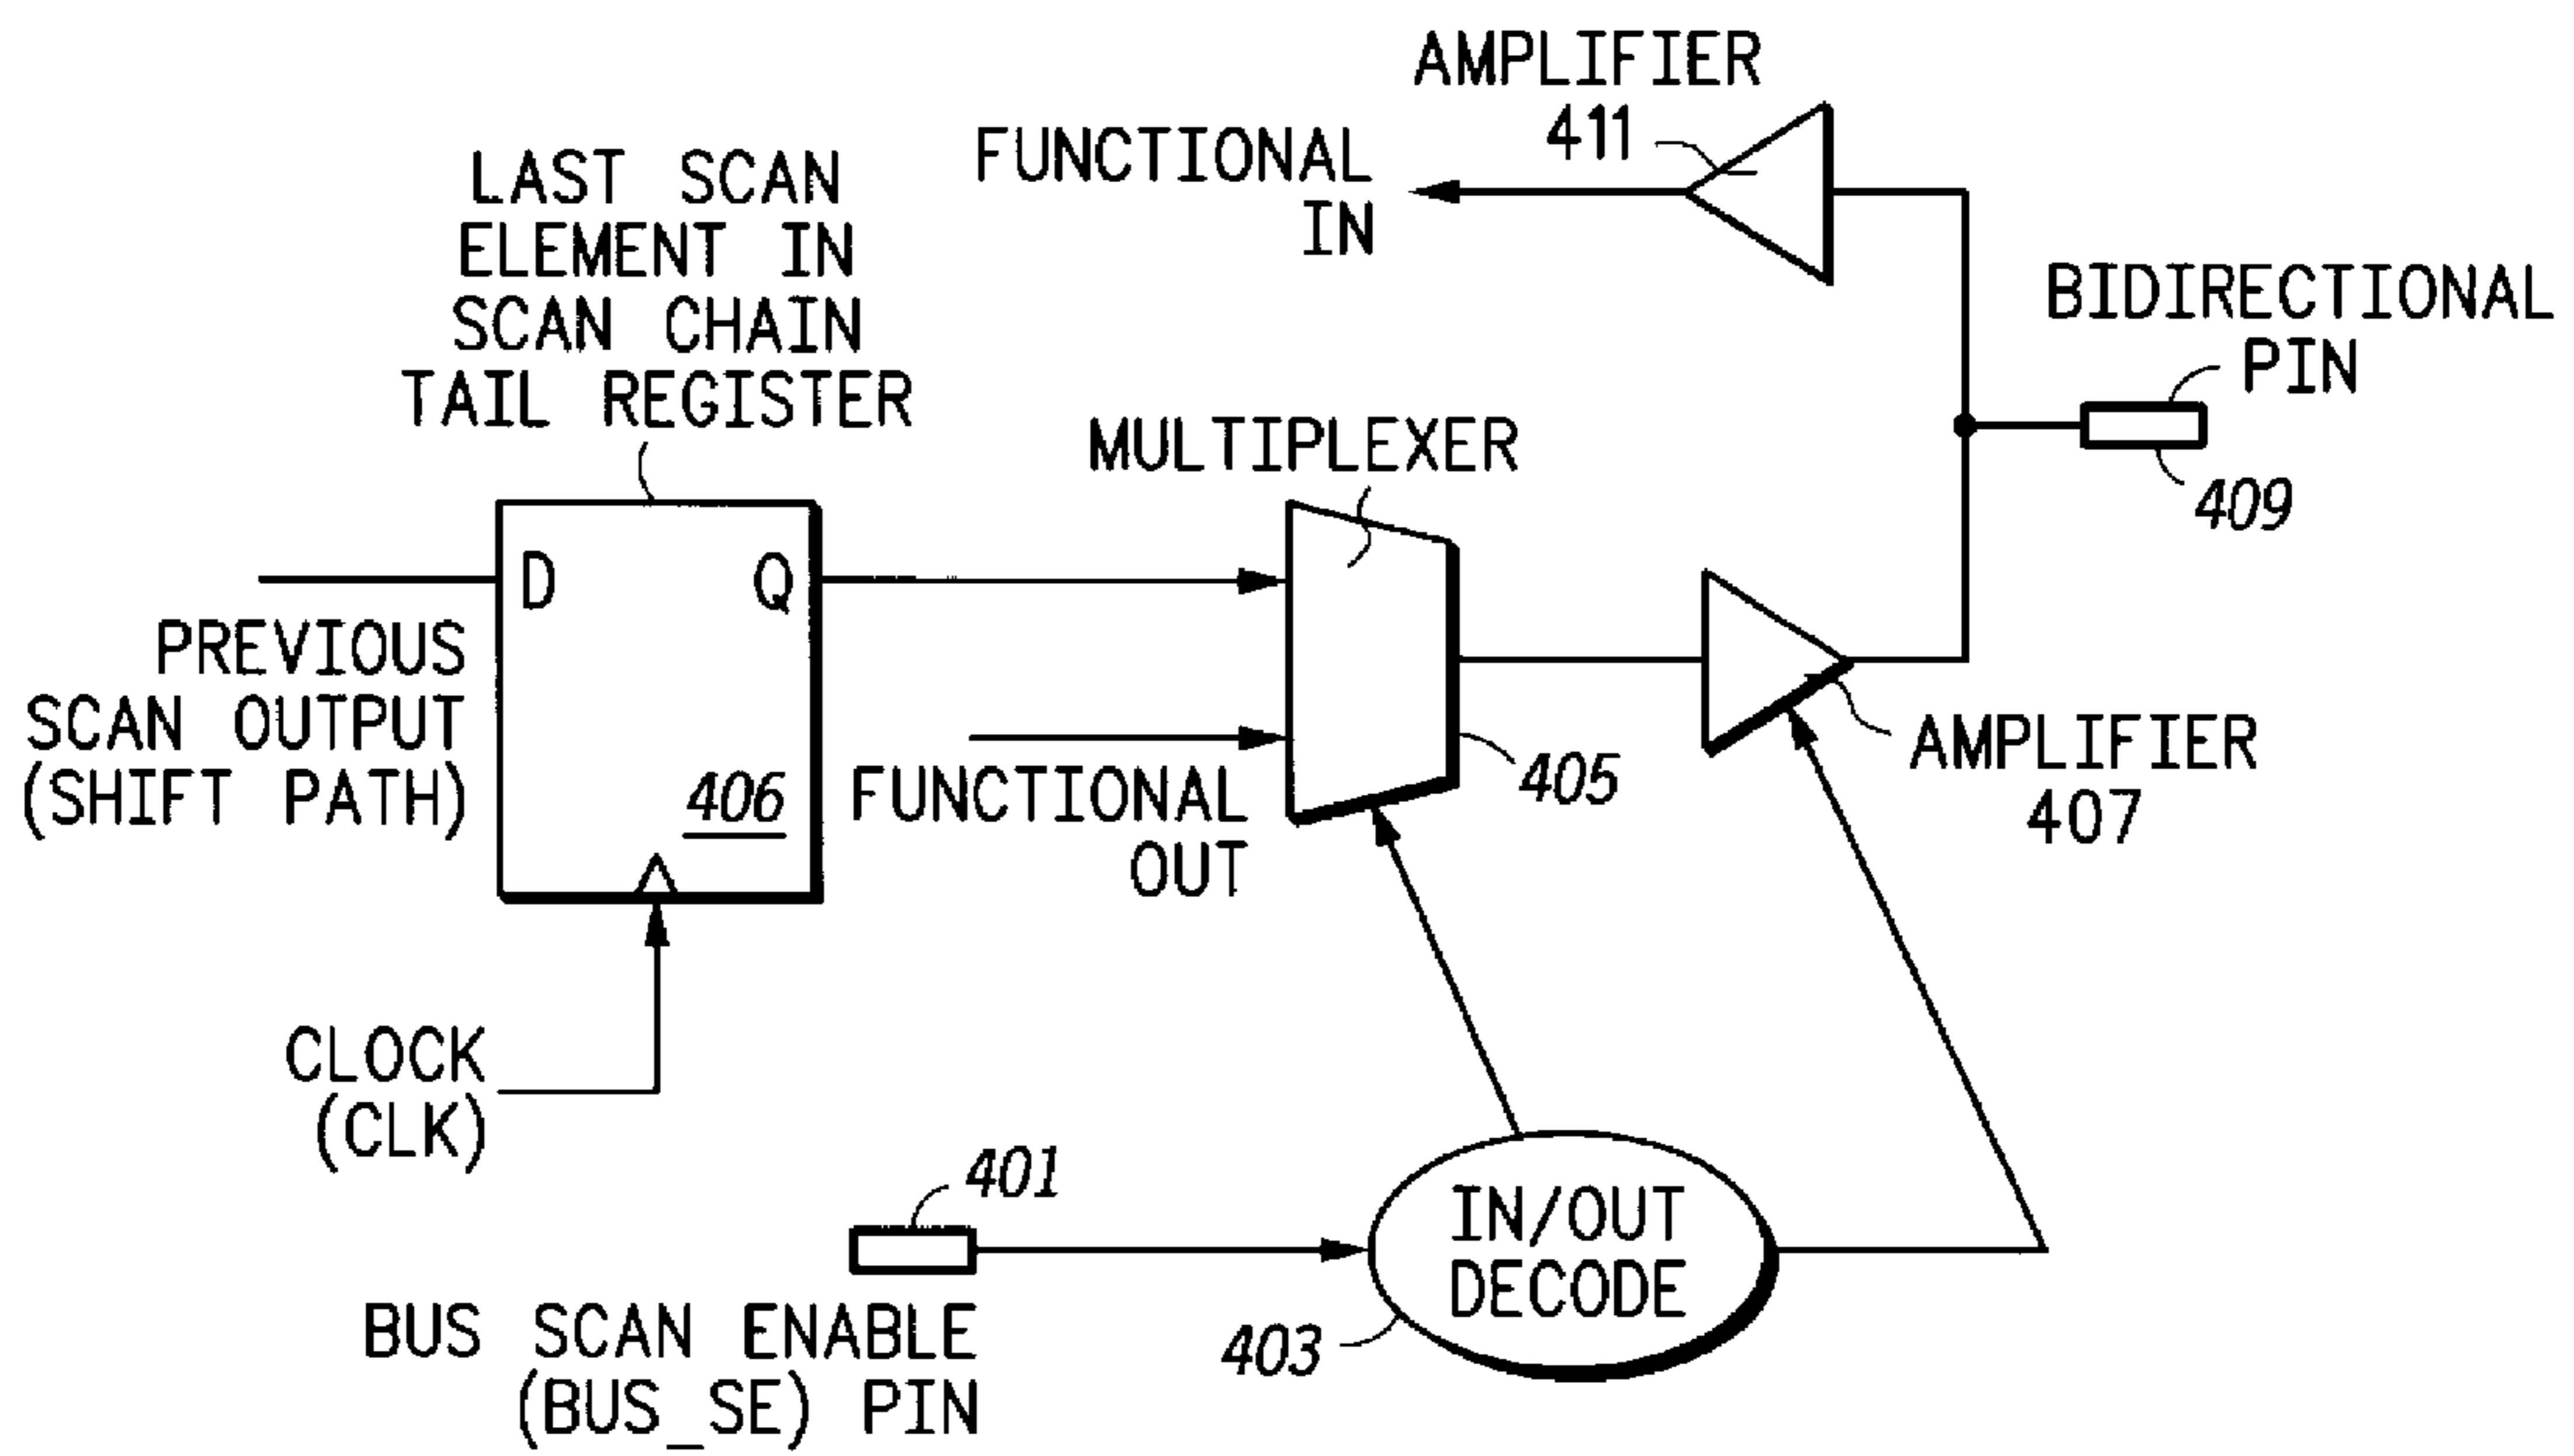 AMPLIFIER
411
FUNCTIONAL
IN
LAST SCAN
ELEMENT IN
SCAN CHAIN
TAIL REGISTER
BIDIRECTIONAL
PIN
409
MULTIPLEXER
D
Q
PREVIOUS
SCAN OUTPUT
(SHIFT PATH)
406
FUNCTIONAL
OUT
405
AMPLIFIER
407
CLOCK
(CLK)
401
BUS SCAN ENABLE
(BUS_SE) PIN
IN/OUT
DECODE
403